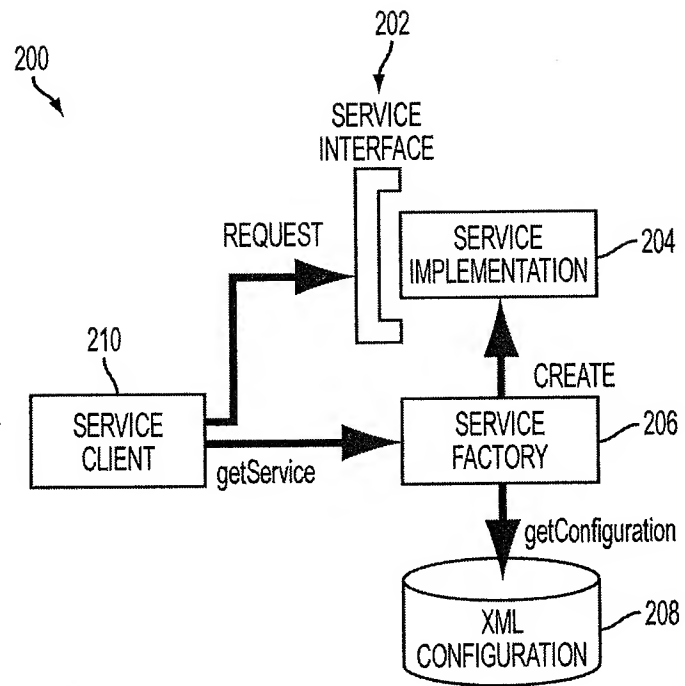 200
202
SERVICE
INTERFACE
REQUEST
SERVICE
IMPLEMENTATION
204
210
CREATE
SERVICE
CLIENT
getService
SERVICE
FACTORY
206
getConfiguration
XML
CONFIGURATION
208